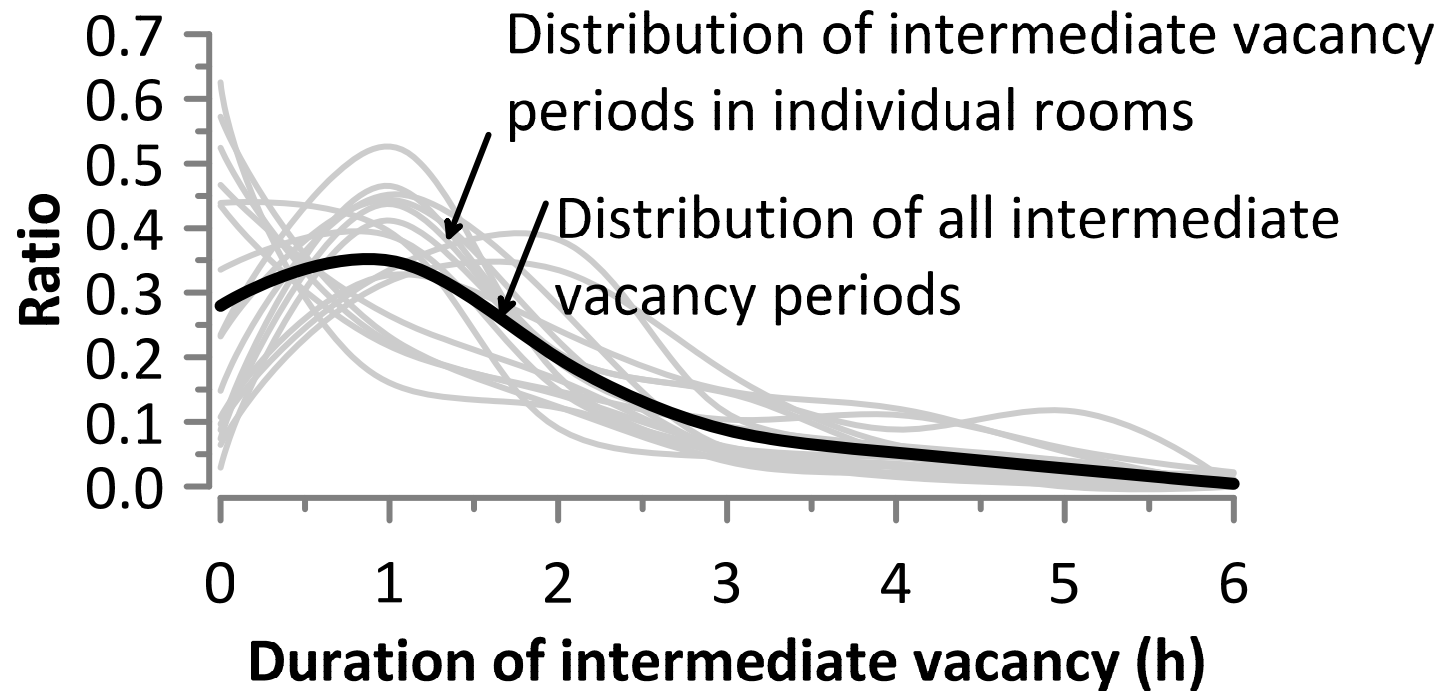 0.7
0.6
0.5
0.4
0.3
0.2
0.1
0.0
Ratio
Distribution of intermediate vacancy
periods in individual rooms
Distribution of all intermediate
vacancy periods
0 1 2 3 4 5 6
Duration of intermediate vacancy (h)